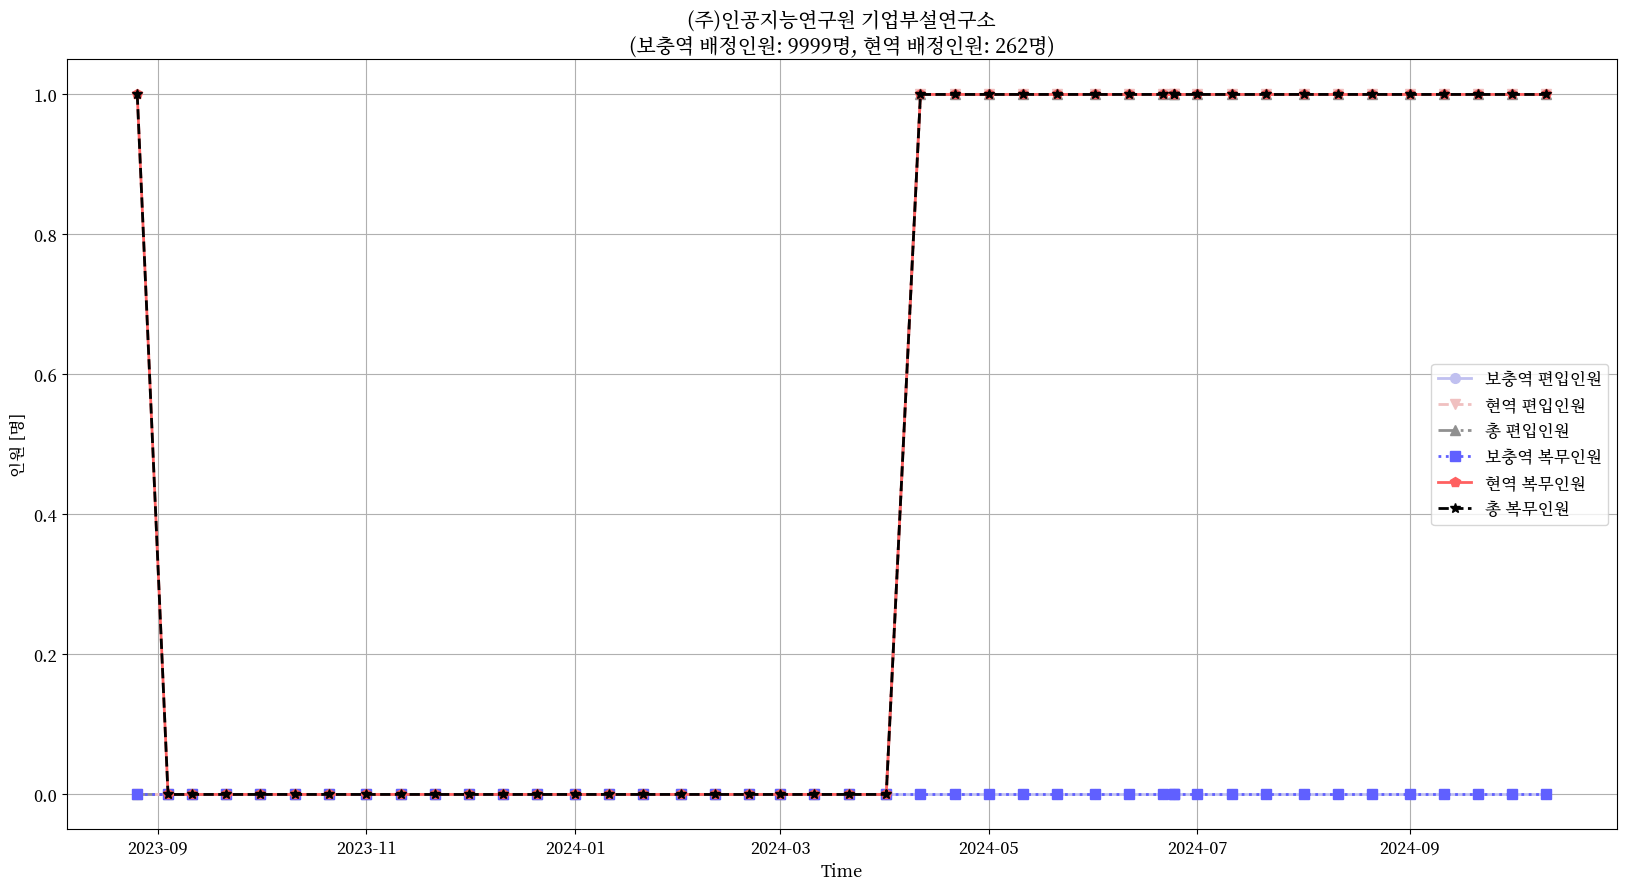 (주)인공지능연구원 기업부설연구소
(보충역 배정인원: 9999명, 현역 배정인원: 262명)
인원 [명]
1.0
0.8
0.6
0.4
0.2
0.0
보충역 편입인원
현역 편입인원
총 편입인원
보충역 복무인원
현역 복무인원
총 복무인원
2023-09 2023-11 2024-01 2024-03 2024-05 2024-07 2024-09
Time